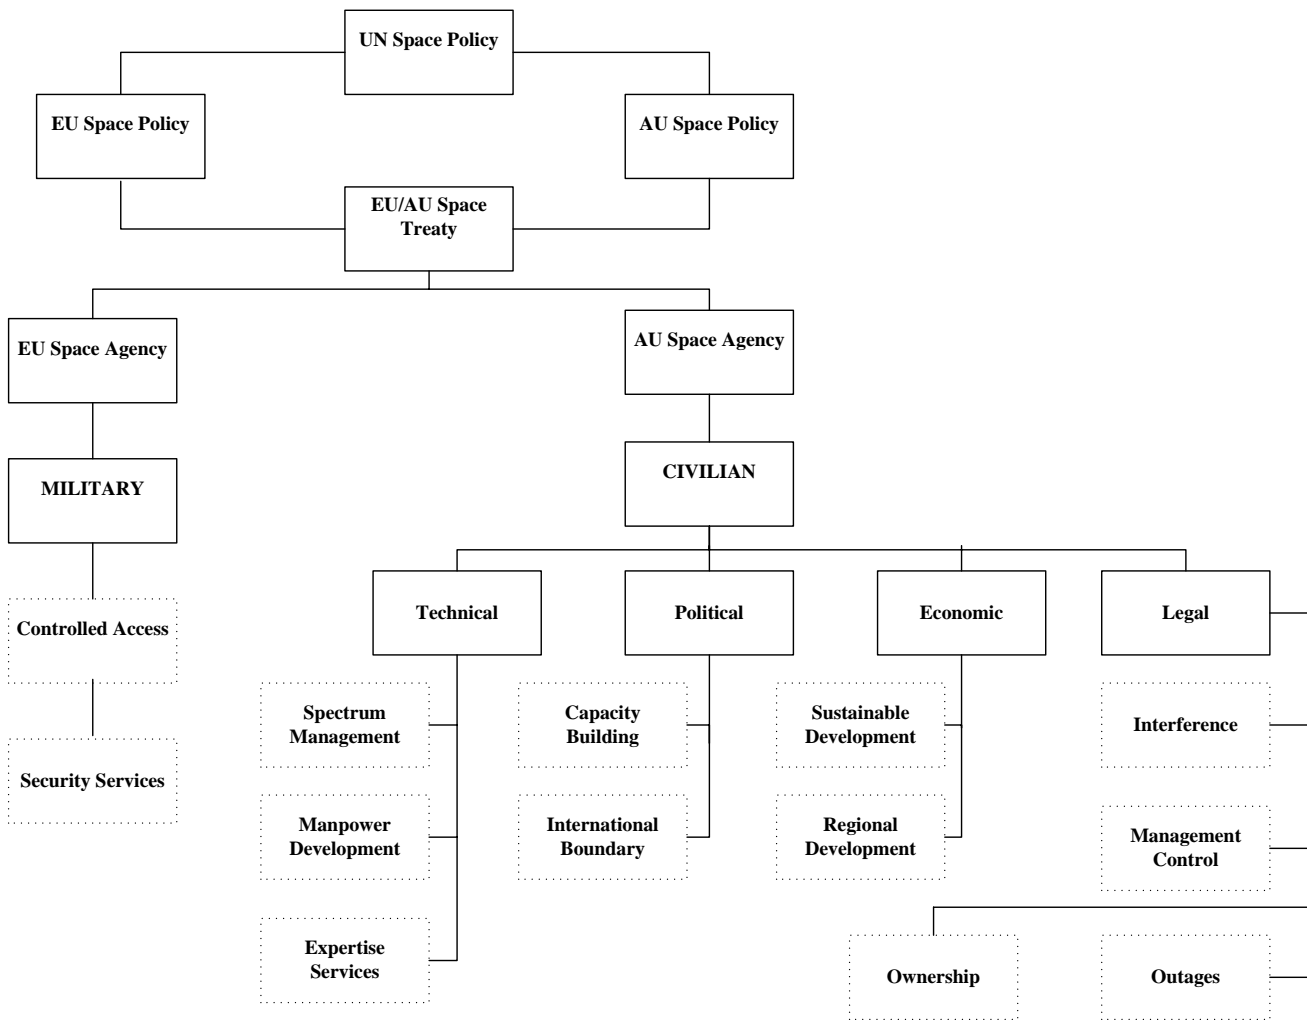 UN Space Policy
EU Space Policy
AU Space Policy
EU/AU Space
Treaty
EU Space Agency
AU Space Agency
MILITARY
CIVILIAN
Controlled Access
Technical
Political
Economic
Legal
Spectrum
Management
Capacity
Building
Sustainable
Development
Interference
Security Services
Manpower
Development
International
Boundary
Regional
Development
Management
Control
Expertise
Services
Ownership
Outages